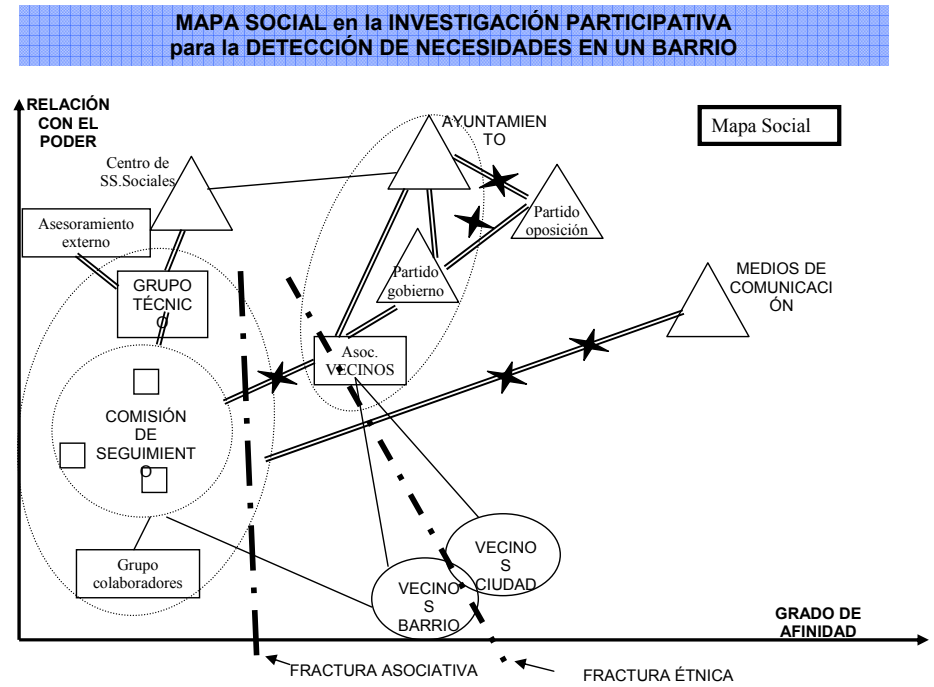 MAPA SOCIAL en la INVESTIGACIÓN PARTICIPATIVA
para la DETECCIÓN DE NECESIDADES EN UN BARRIO
RELACIÓN
CON EL
PODER
Mapa Social
AYUNTAMIEN
TO
Centro de
SS.Sociales
Partido
oposición
Asesoramiento
externo
Partido
gobierno
MEDIOS DE
COMUNICACI
ÓN
GRUPO
TÉCNIC
O
Asoc.
VECINOS
COMISIÓN
DE
SEGUIMIENT
O
Grupo
colaboradores
VECINO
S
CIUDAD
VECINO
S
BARRIO
GRADO DE
AFINIDAD
FRACTURA ASOCIATIVA
FRACTURA ÉTNICA